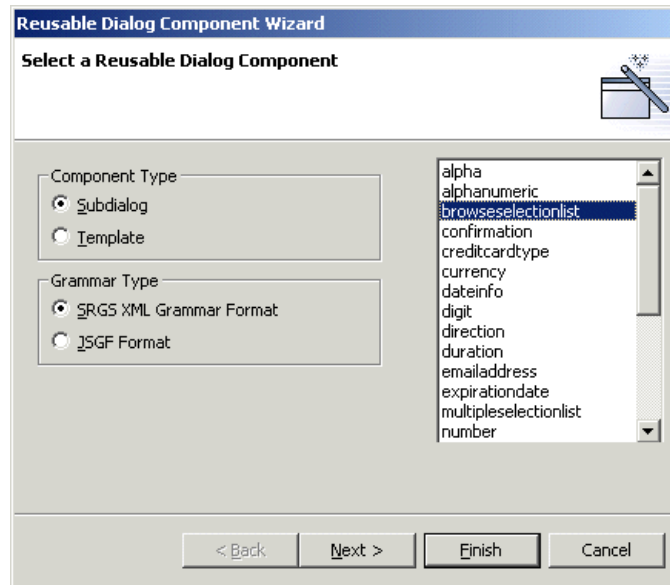 Reusable Dialog Component Wizard
Select a Reusable Dialog Component
Component Type
Subdialog
Template
Grammar Type
SRGS XML Grammar Format
JSGF Format
alpha
alphanumeric
browseselectionlist
confirmation
creditcardtype
currency
dateinfo
digit
direction
duration
emailaddress
expirationdate
multipleselectionlist
number
< Back
Next >
Finish
Cancel